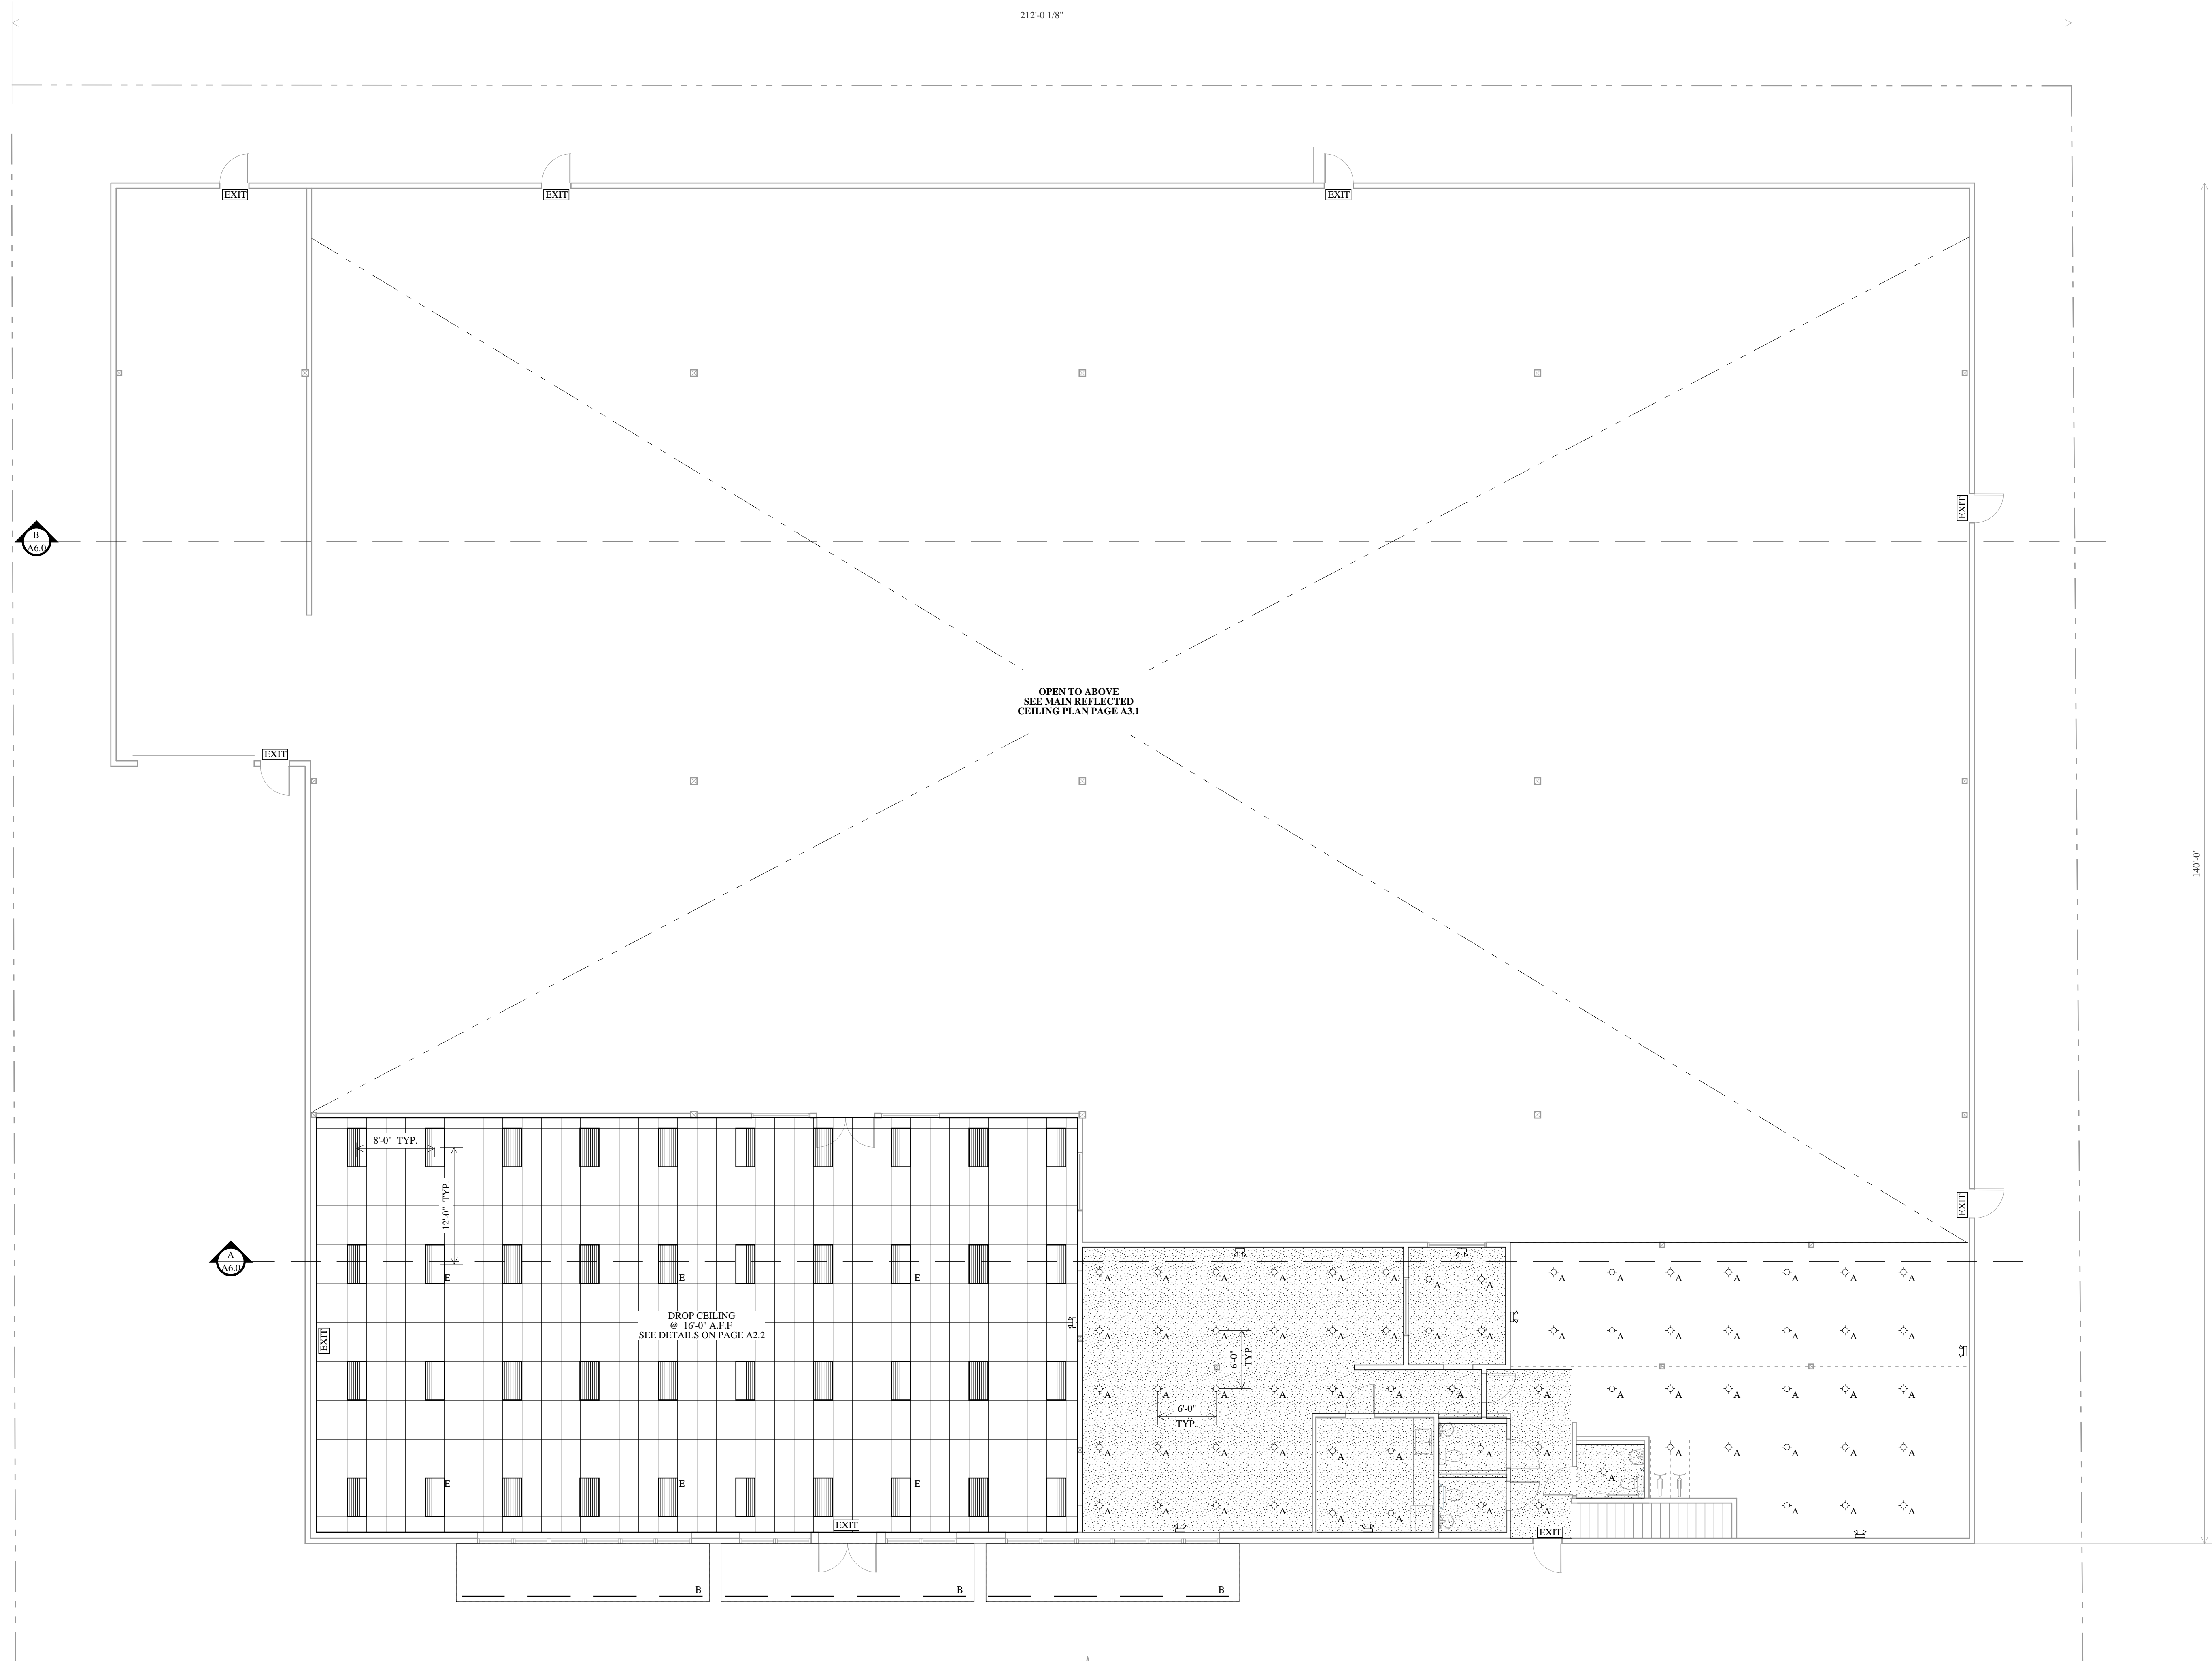 212'-0 1/8"
EXIT
EXIT
EXIT
EXIT
B
A6.0
OPEN TO ABOVE
SEE MAIN REFLECTED
CEILING PLAN PAGE A3.1
EXIT
140'-0"
8'-0" TYP.
12'-0" TYP.
EXIT
A
A6.0
E E E
A A A A A A A A A A A A A A A
DROP CEILING
@ 16'-0" A.F.F
SEE DETAILS ON PAGE A2.2
EXIT
A A A A A A A A A A A A A A A
6'-0"
TYP.
A A A A A A A A A A A A A A
6'-0"
TYP.
A A A A A A A A A A A A A
A
E E E
A A A A A A A A A A A
EXIT
EXIT
B B B